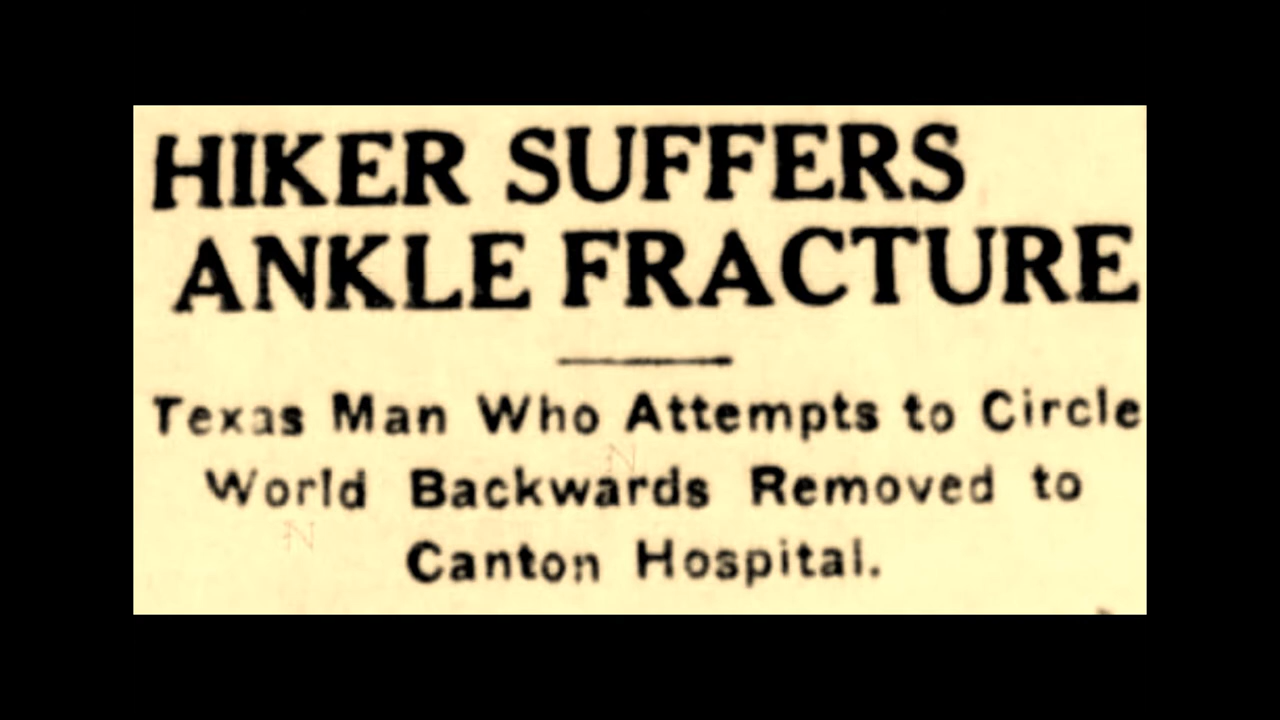 HIKER SUFFERS
ANKLE FRACTURE
Texas Man Who Attempts to Circle
World Backwards Removed to
Canton Hospital.